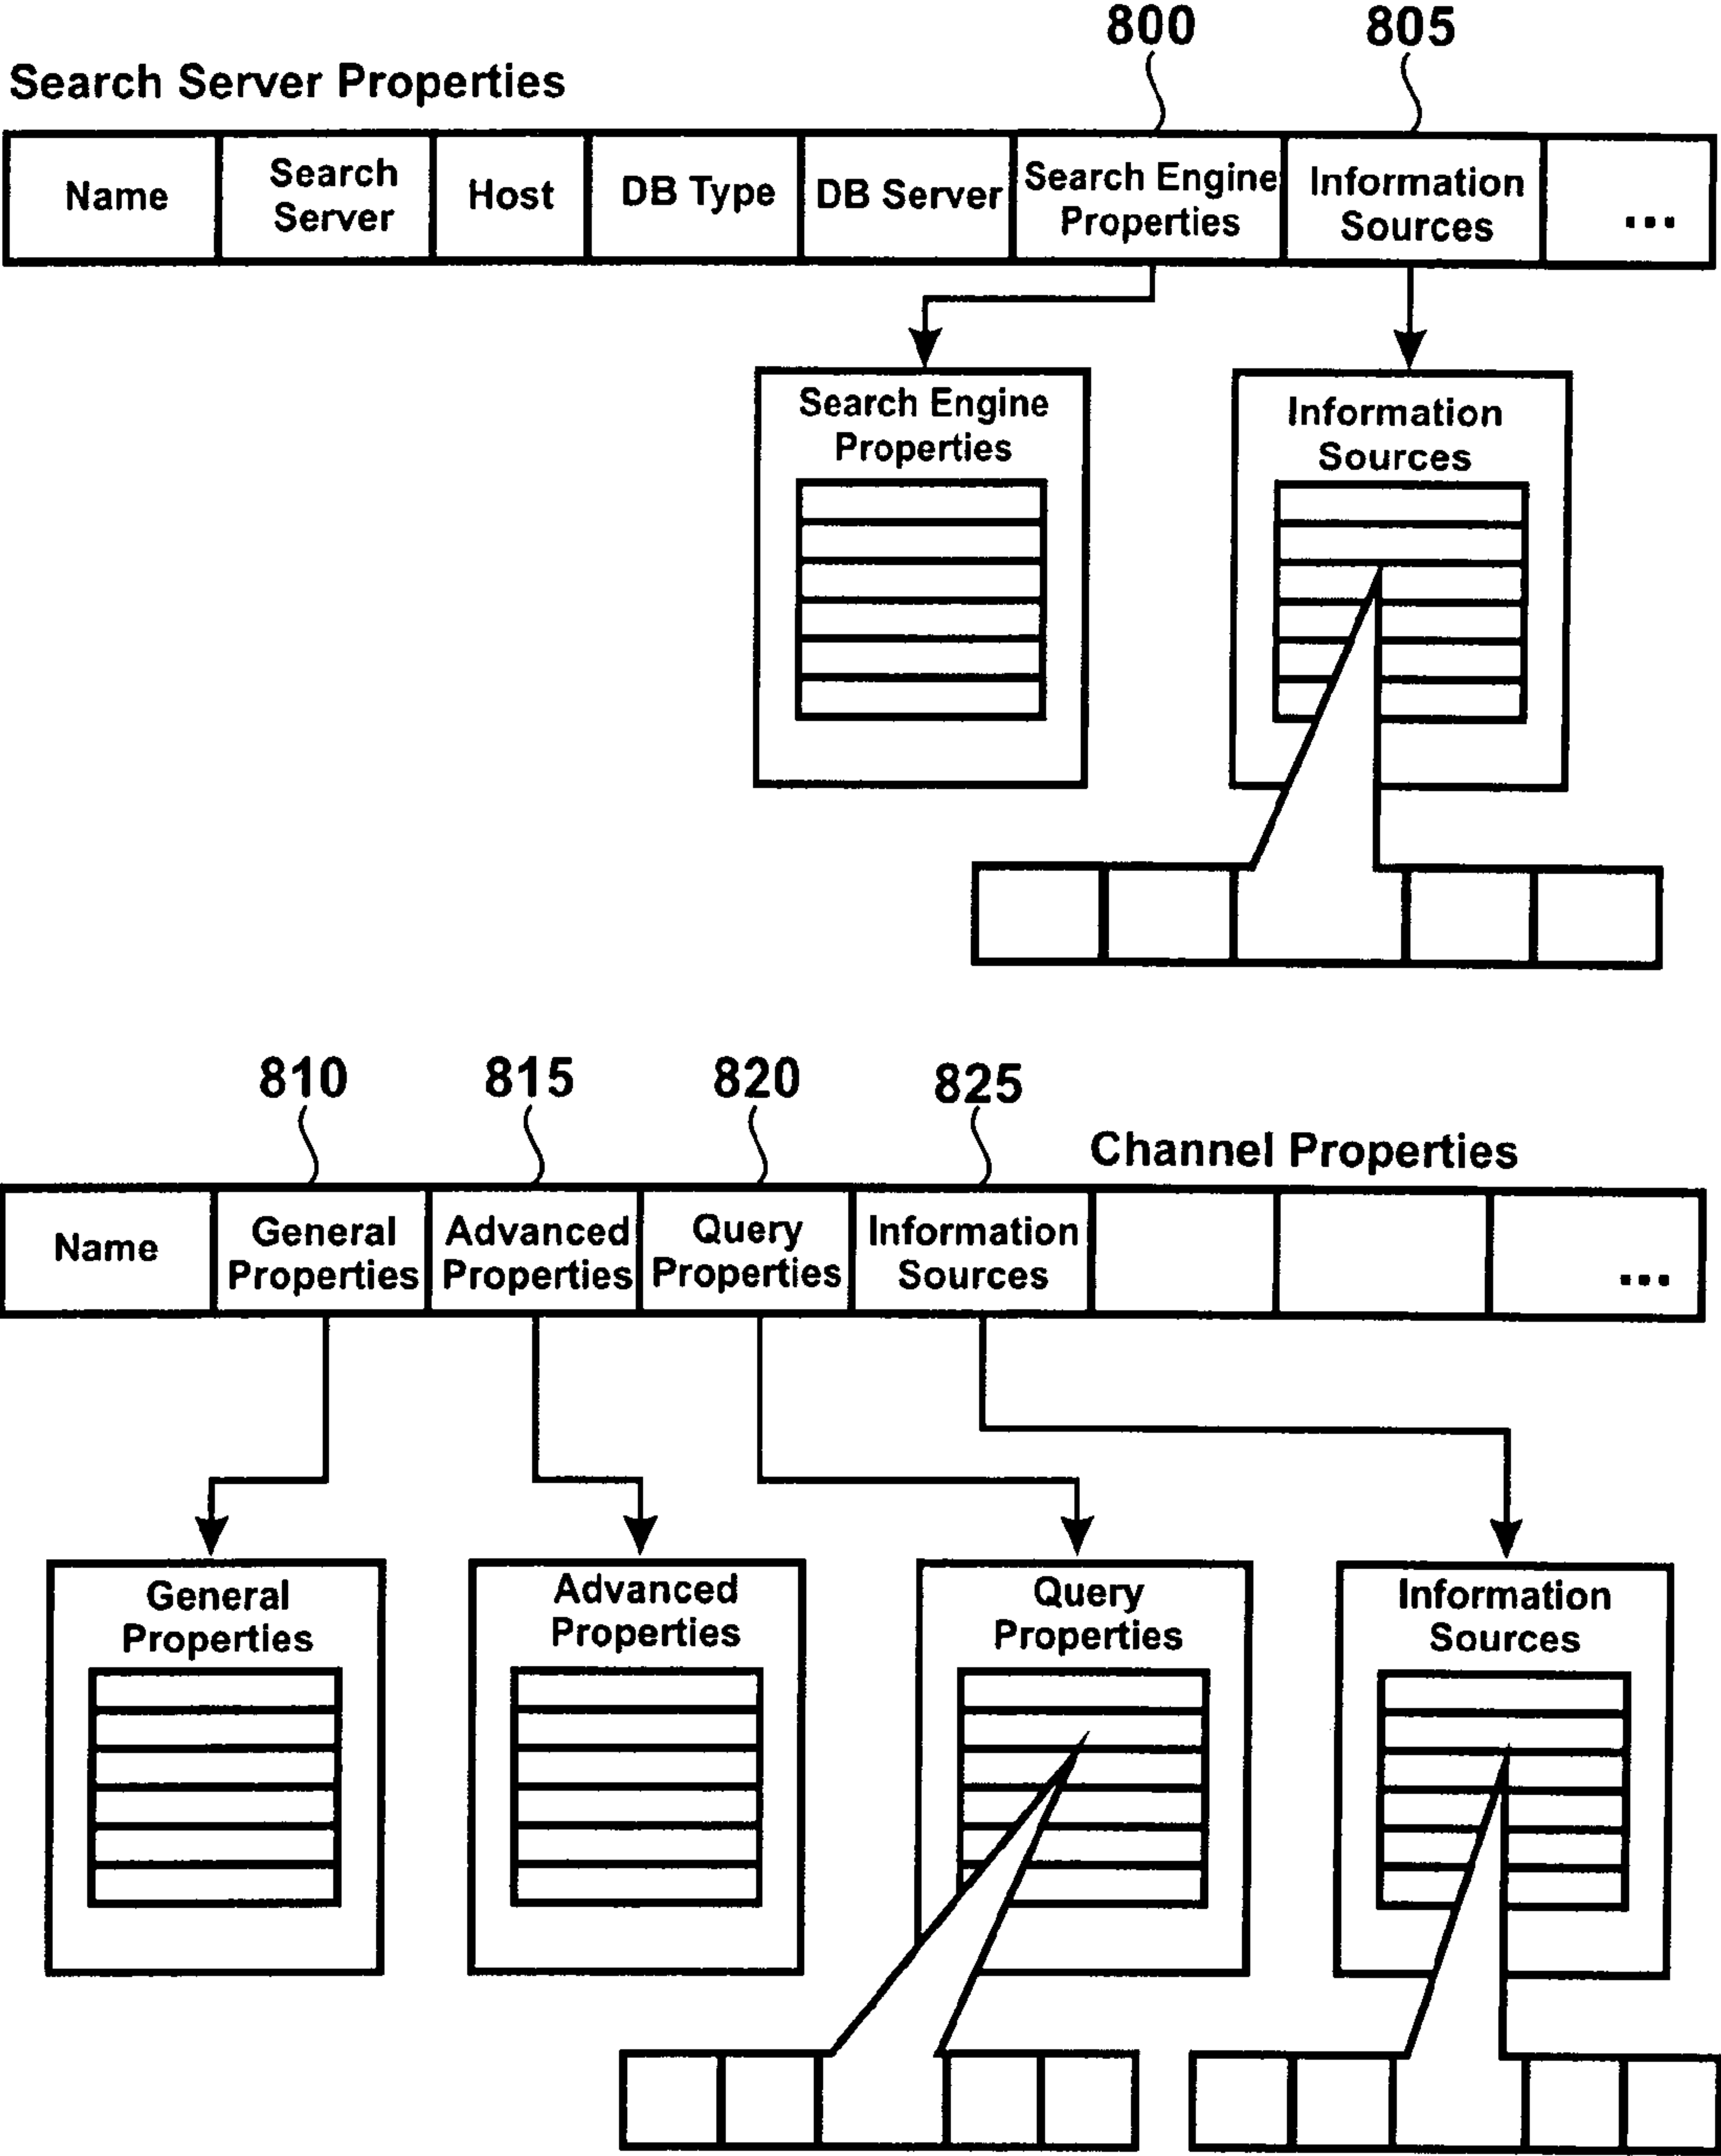 800 805
Search Server Properties
Name
Search
Server
Host
DB Type
DB Server
Search Engine
Properties
Information
Sources
...
Search Engine
Properties
Information
Sources
810 815 820 825
Channel Properties
Name
General
Properties
Advanced
Properties
Query
Properties
Information
Sources
...
General
Properties
Advanced
Properties
Query
Properties
Information
Sources